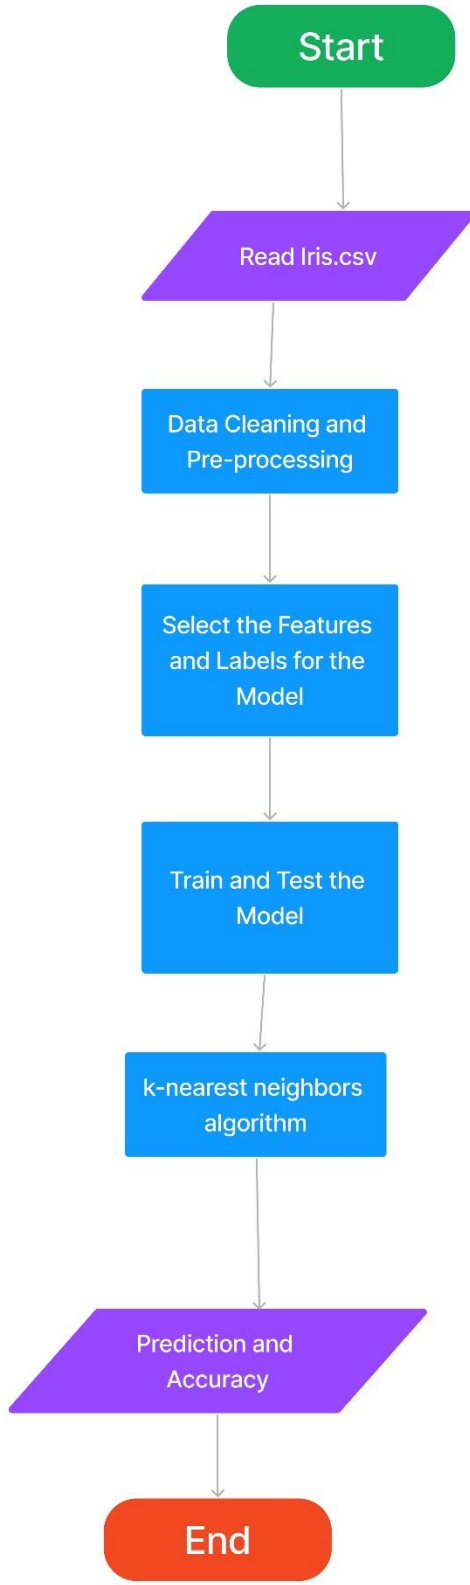 Start
Read Iris.csv
Data Cleaning and
Pre-processing
Select the Features
and Labels for the
Model
Train and Test the
Model
k-nearest neighbors
algorithm
Prediction and
Accuracy
End